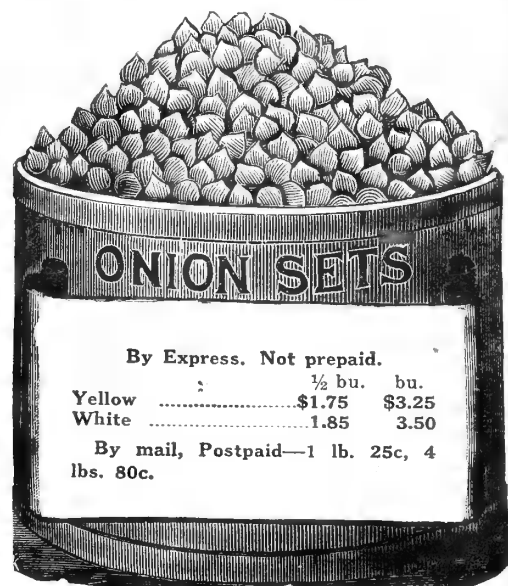 ONION SETS
By Express. Not prepaid.
½ bu. bu.
Yellow ........................$1.75 $3.25
White ............................1.85 3.50
By mail, Postpaid—1 lb. 25c, 4
lbs. 80c.